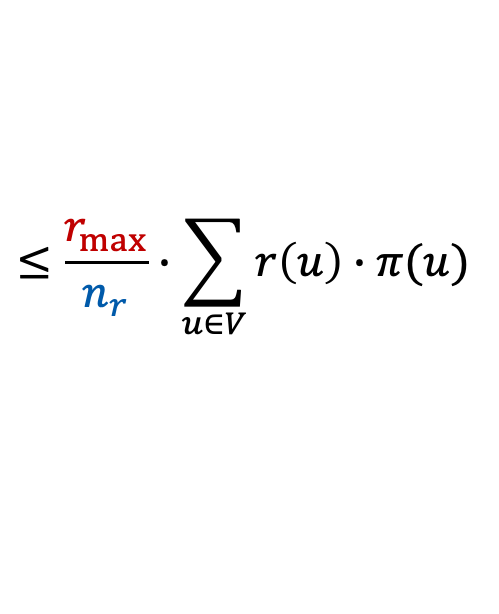 ≤ r_max / n_r · ∑_{u∈V} r(u) · π(u)